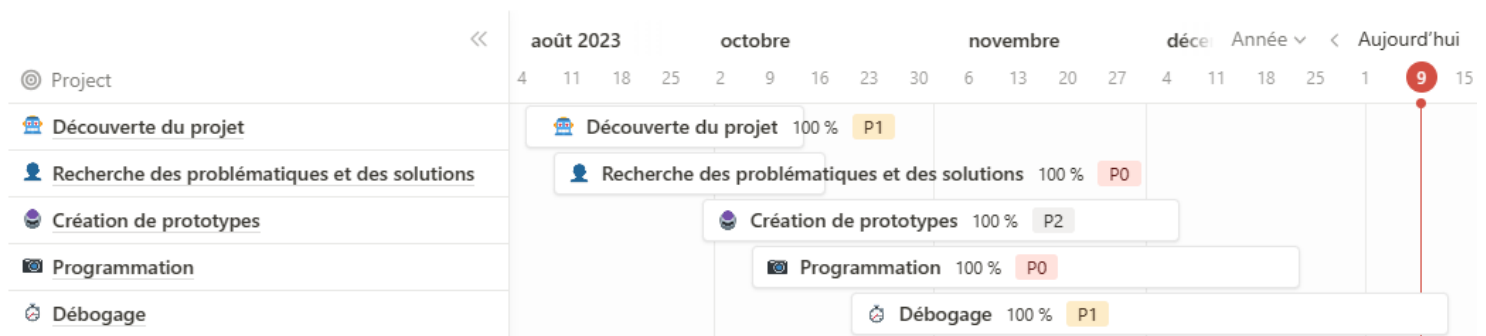 août 2023 octobre novembre déce Année Aujourd'hui
Project 4 11 18 25 2 9 16 23 30 6 13 20 27 4 11 18 25 1 9 15
Découverte du projet Découverte du projet 100 % P1
Recherche des problématiques et des solutions Recherche des problématiques et des solutions 100 % P0
Création de prototypes Création de prototypes 100 % P2
Programmation Programmation 100 % P0
Débogage Débogage 100 % P1